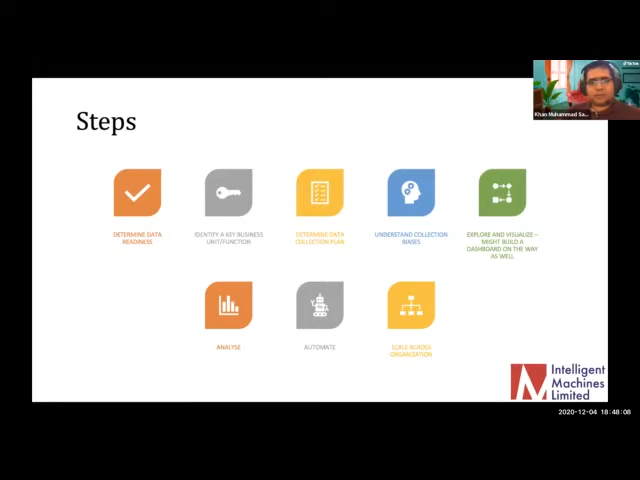 Steps
Khan Muhammad Sa...
DETERMINE DATA
READINESS
IDENTIFY A KEY BUSINESS
UNIT/FUNCTION
DETERMINE DATA
COLLECTION PLAN
UNDERSTAND COLLECTION
BIASES
EXPLORE AND VISUALIZE –
MIGHT BUILD A
DASHBOARD ON THE WAY
AS WELL
ANALYSE
AUTOMATE
SCALE ACROSS
ORGANIZATION
Intelligent
Machines
Limited
2020-12-04 18:48:08